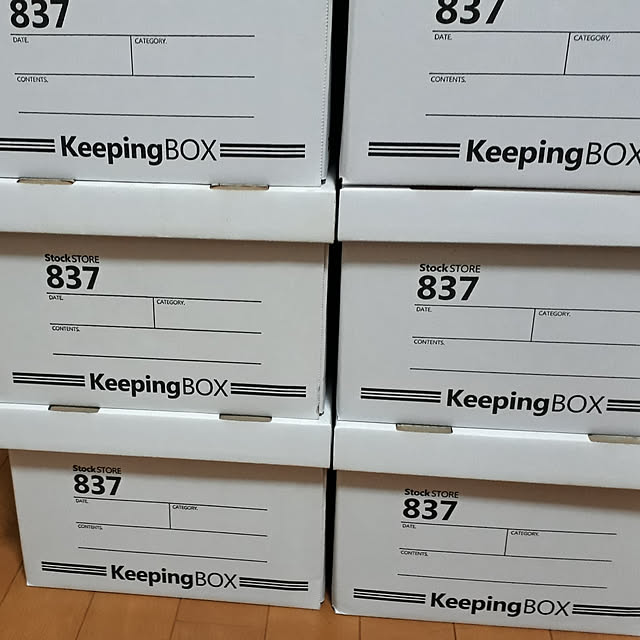 837
DATE.
CATEGORY.
CONTENTS.
KeepingBOX
837
DATE.
CATEGORY.
CONTENTS.
KeepingBOX
StockSTORE
837
DATE.
CATEGORY.
CONTENTS.
KeepingBOX
StockSTORE
837
DATE.
CATEGORY.
CONTENTS.
KeepingBOX
StockSTORE
837
DATE.
CATEGORY.
CONTENTS.
KeepingBOX
StockSTORE
837
DATE.
CATEGORY.
CONTENTS.
KeepingBOX